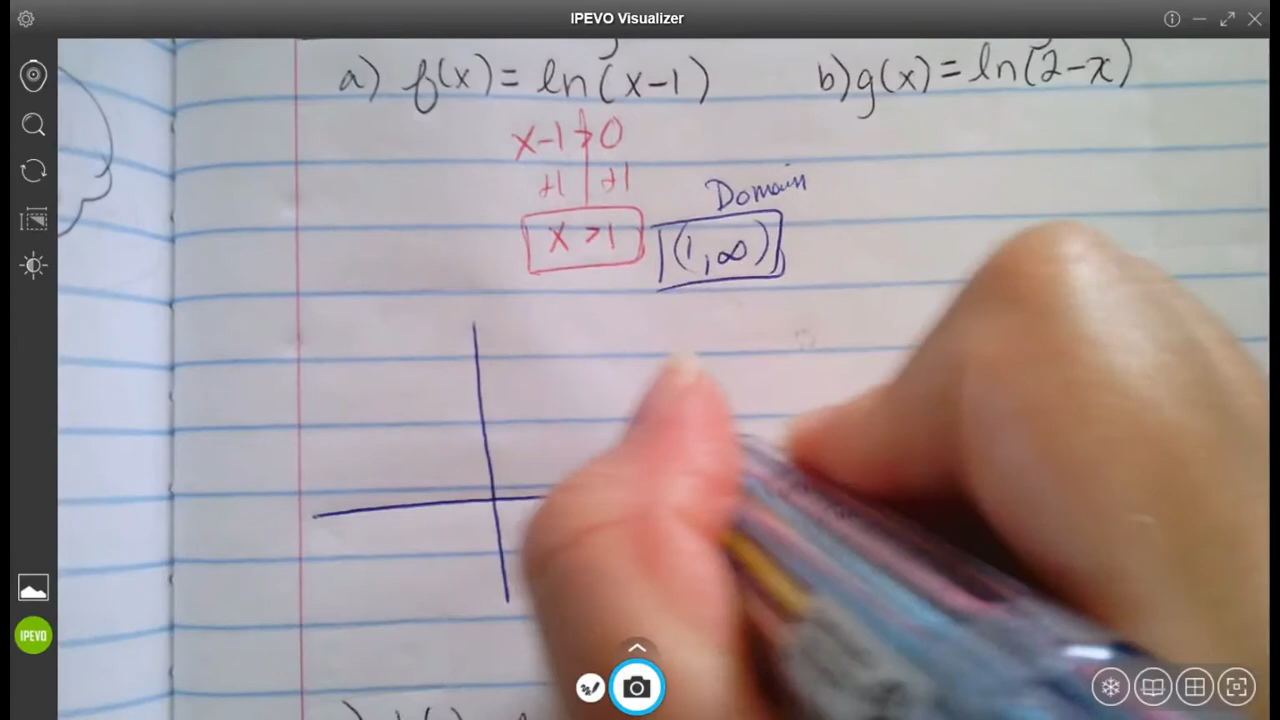 IPEVO Visualizer
a) f(x) = ln(x-1)
b) g(x) = ln(2-x)
x-1 > 0
+1 +1
Domain
x > 1
(1, ∞)
IPEVO